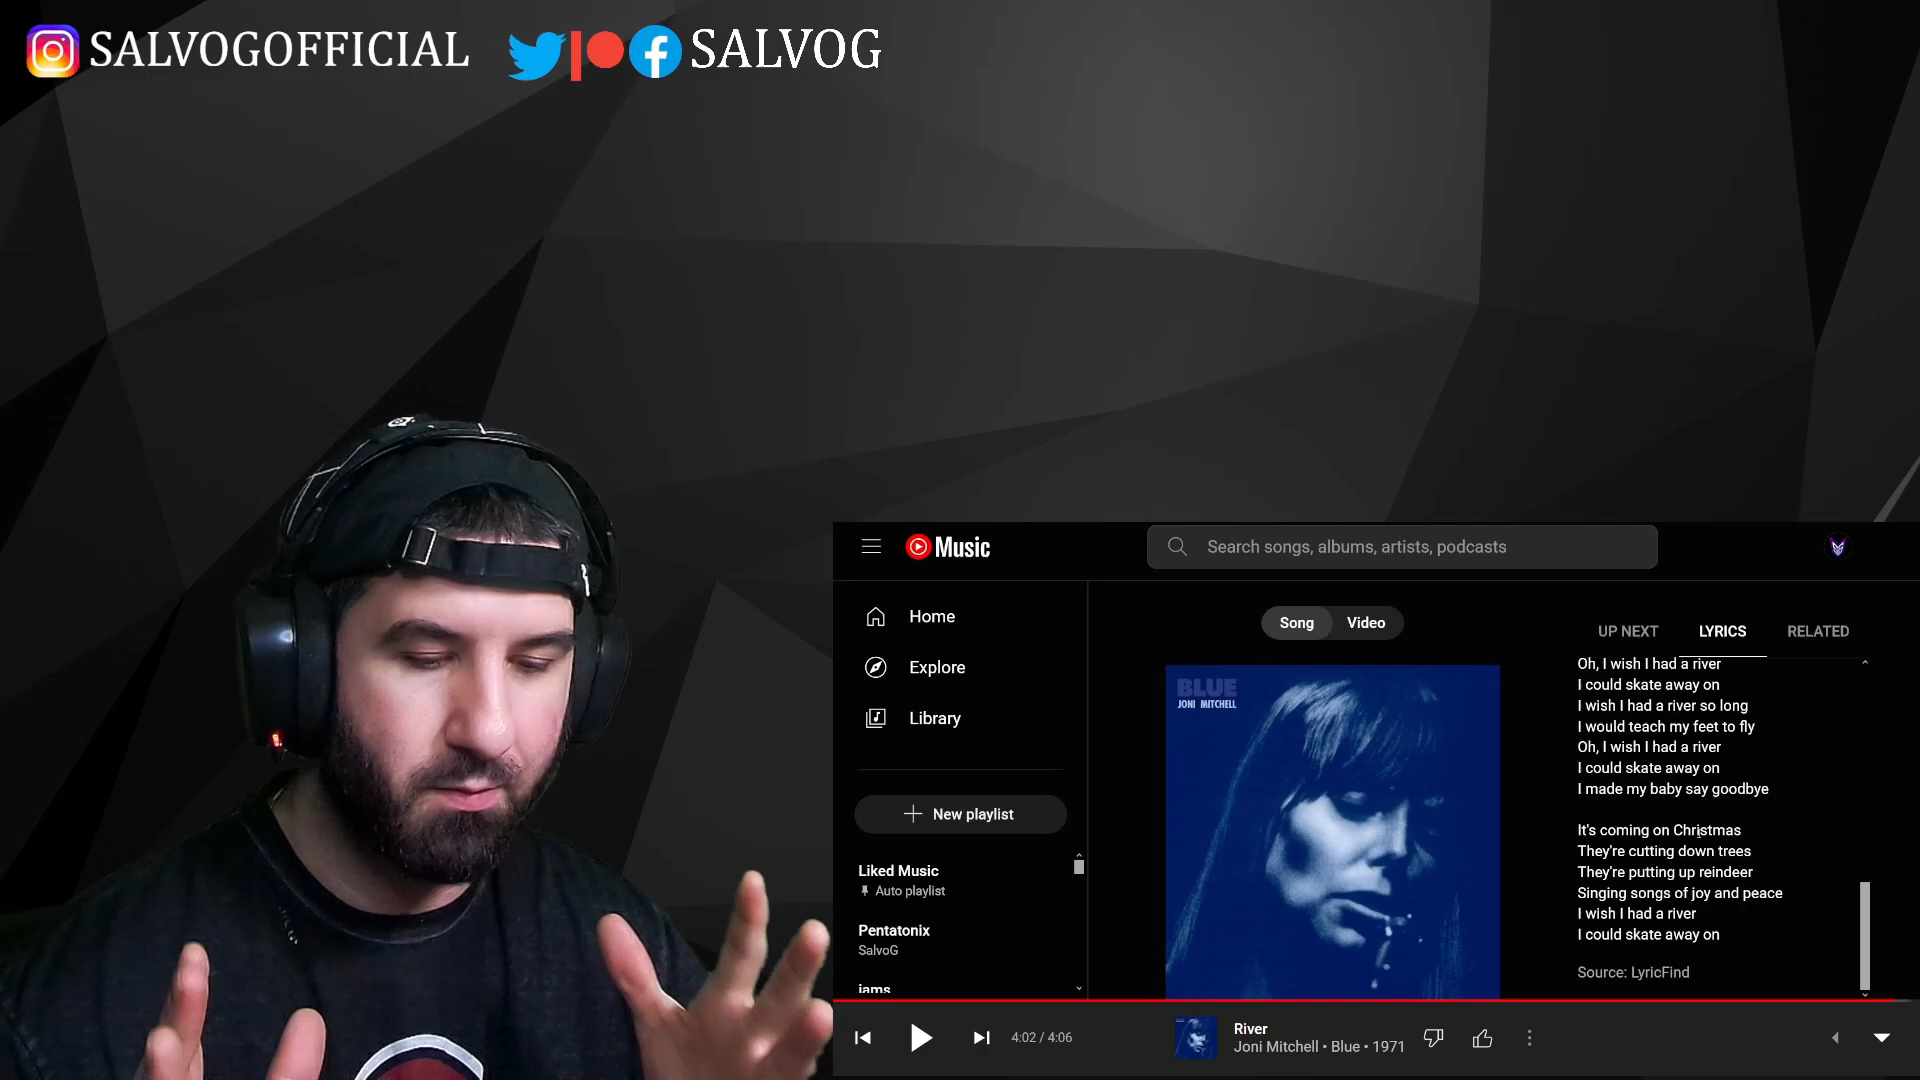 SALVOGOFFICIAL
SALVOG
Music
Search songs, albums, artists, podcasts
Home
Explore
Library
New playlist
Liked Music
Auto playlist
Pentatonix
SalvoG
jams
Song
Video
BLUE
JONI MITCHELL
UP NEXT
LYRICS
RELATED
Oh, I wish I had a river
I could skate away on
I wish I had a river so long
I would teach my feet to fly
Oh, I wish I had a river
I could skate away on
I made my baby say goodbye
It's coming on Christmas
They're cutting down trees
They're putting up reindeer
Singing songs of joy and peace
I wish I had a river
I could skate away on
Source: LyricFind
4:02 / 4:06
River
Joni Mitchell • Blue • 1971